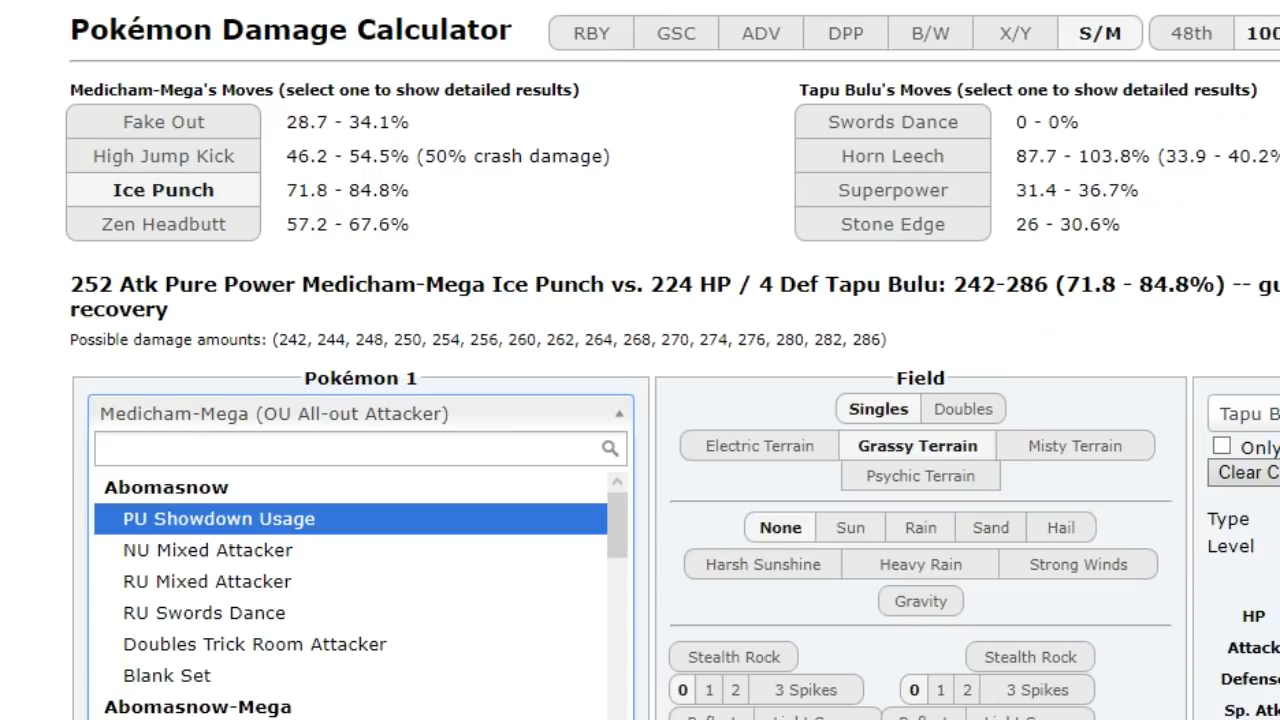 Pokémon Damage Calculator
RBY GSC ADV DPP B/W X/Y S/M 48th 100
Medicham-Mega's Moves (select one to show detailed results)
Fake Out 28.7 - 34.1%
High Jump Kick 46.2 - 54.5% (50% crash damage)
Ice Punch 71.8 - 84.8%
Zen Headbutt 57.2 - 67.6%
Tapu Bulu's Moves (select one to show detailed results)
Swords Dance 0 - 0%
Horn Leech 87.7 - 103.8% (33.9 - 40.2%
Superpower 31.4 - 36.7%
Stone Edge 26 - 30.6%
252 Atk Pure Power Medicham-Mega Ice Punch vs. 224 HP / 4 Def Tapu Bulu: 242-286 (71.8 - 84.8%) -- gu
recovery
Possible damage amounts: (242, 244, 248, 250, 254, 256, 260, 262, 264, 268, 270, 274, 276, 280, 282, 286)
Pokémon 1
Medicham-Mega (OU All-out Attacker)
Abomasnow
PU Showdown Usage
NU Mixed Attacker
RU Mixed Attacker
RU Swords Dance
Doubles Trick Room Attacker
Blank Set
Abomasnow-Mega
Field
Singles Doubles
Electric Terrain Grassy Terrain Misty Terrain
Psychic Terrain
None Sun Rain Sand Hail
Harsh Sunshine Heavy Rain Strong Winds
Gravity
Stealth Rock Stealth Rock
0 1 2 3 Spikes 0 1 2 3 Spikes
Tapu B
Only
Clear C
Type
Level
HP
Attack
Defense
Sp. Atk